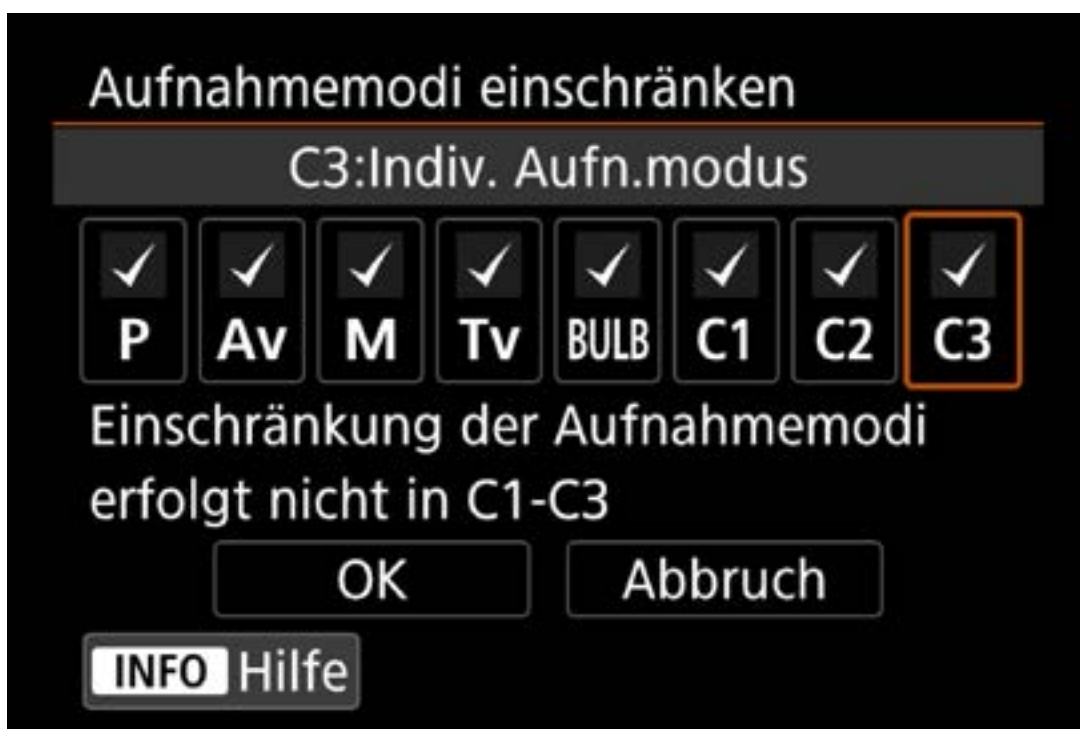 Aufnahmemodi einschränken
C3:Indiv. Aufn.modus
P Av M Tv BULB C1 C2 C3
Einschränkung der Aufnahmemodi
erfolgt nicht in C1-C3
OK Abbruch
INFO Hilfe